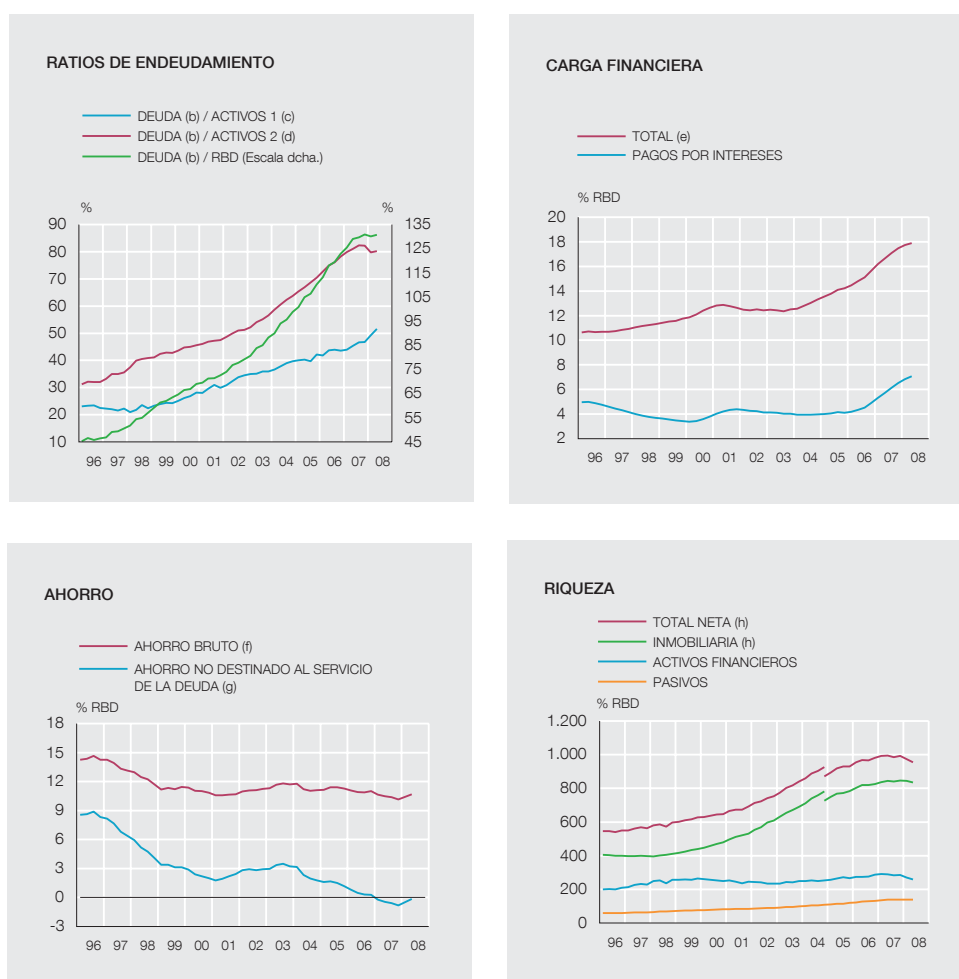 RATIOS DE ENDEUDAMIENTO
DEUDA (b) / ACTIVOS 1 (c)
DEUDA (b) / ACTIVOS 2 (d)
DEUDA (b) / RBD (Escala dcha.)
% %
90 135
80 125
70 115
60 105
50 95
40 85
30 75
20 65
10 55
45
96 97 98 99 00 01 02 03 04 05 06 07 08
CARGA FINANCIERA
TOTAL (e)
PAGOS POR INTERESES
% RBD
20
18
16
14
12
10
8
6
4
2
96 97 98 99 00 01 02 03 04 05 06 07 08
AHORRO
AHORRO BRUTO (f)
AHORRO NO DESTINADO AL SERVICIO
DE LA DEUDA (g)
% RBD
18
15
12
9
6
3
0
-3
96 97 98 99 00 01 02 03 04 05 06 07 08
RIQUEZA
TOTAL NETA (h)
INMOBILIARIA (h)
ACTIVOS FINANCIEROS
PASIVOS
% RBD
1.200
1.000
800
600
400
200
0
96 97 98 99 00 01 02 03 04 05 06 07 08